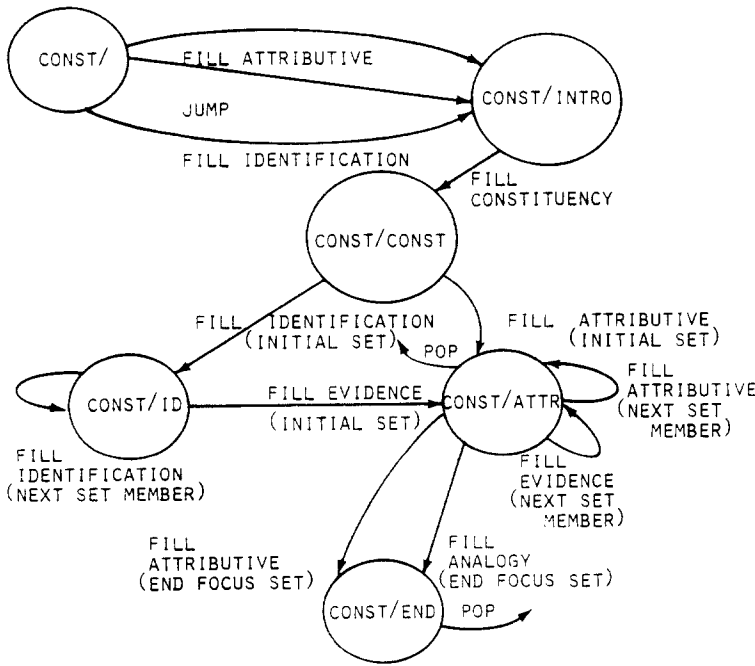 CONST/
FILL ATTRIBUTIVE
CONST/INTRO
JUMP
FILL IDENTIFICATION
FILL
CONSTITUENCY
CONST/CONST
FILL IDENTIFICATION
(INITIAL SET)
POP
FILL ATTRIBUTIVE
(INITIAL SET)
FILL
ATTRIBUTIVE
(NEXT SET
MEMBER)
CONST/ID
FILL EVIDENCE
(INITIAL SET)
CONST/ATTR
FILL
IDENTIFICATION
(NEXT SET MEMBER)
FILL
EVIDENCE
(NEXT SET
MEMBER)
FILL
ATTRIBUTIVE
(END FOCUS SET)
FILL
ANALOGY
(END FOCUS SET)
CONST/END
POP